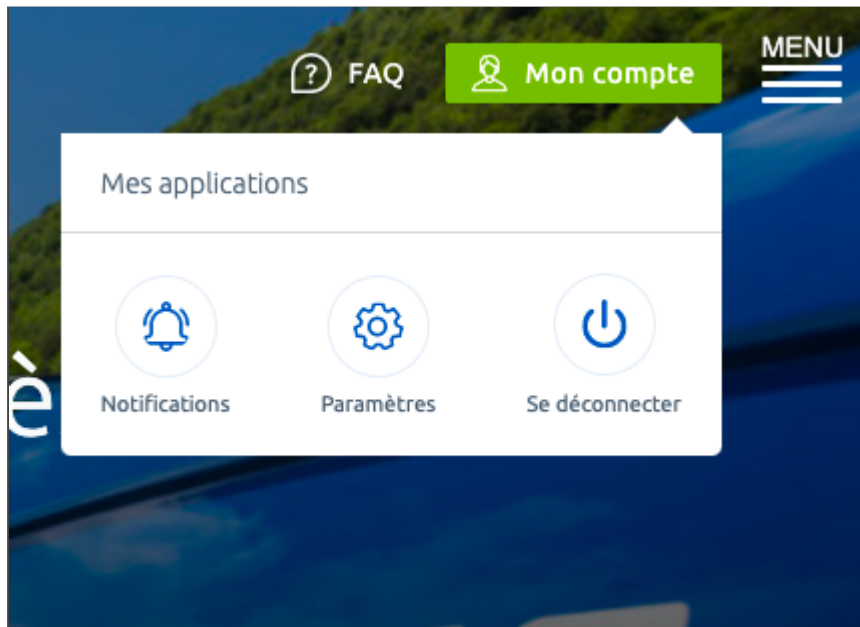 FAQ
Mon compte
MENU
Mes applications
è
Notifications
Paramètres
Se déconnecter